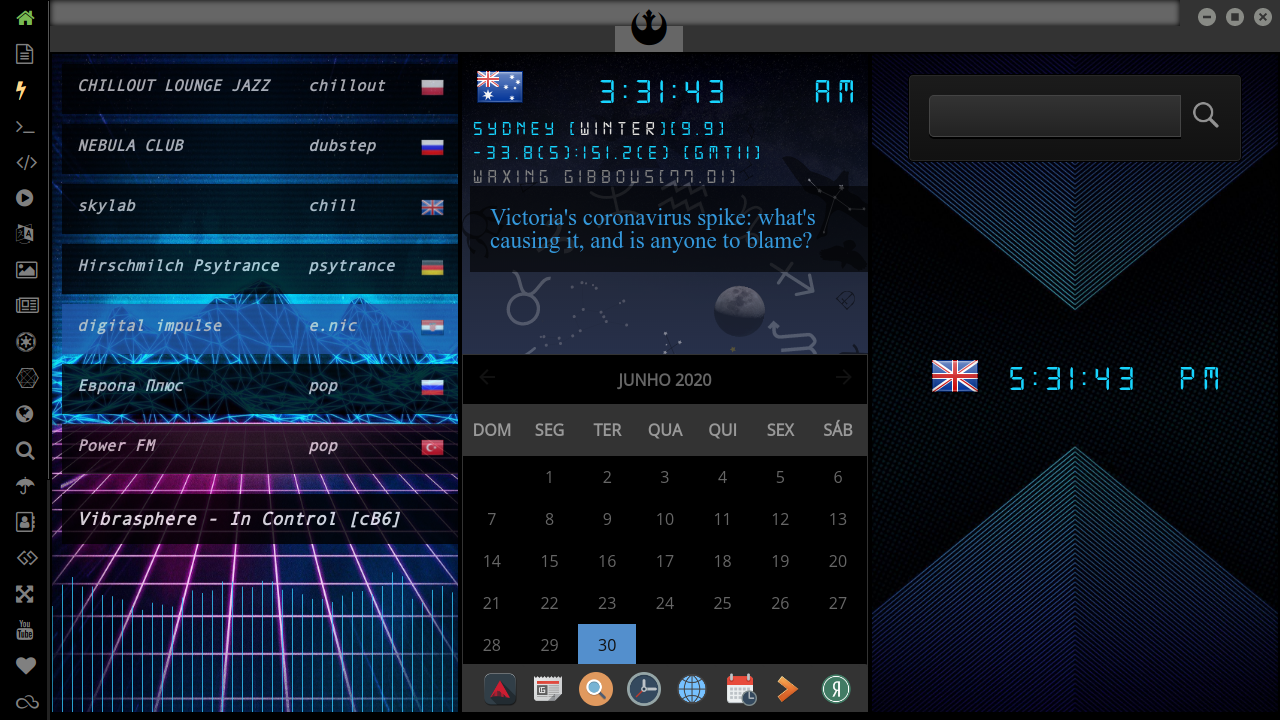 CHILLOUT LOUNGE JAZZ chillout
NEBULA CLUB dubstep
skylab chill
Hirschmilch Psytrance psytrance
digital impulse e.nic
Европа Плюс pop
Power FM pop
Vibrasphere - In Control [cB6]
3:31:43 AM
SYDNEY [WINTER][9.9]
-33.8(S):151.2(E) [GMT11]
WAXING GIBBOUS[77.01]
Victoria's coronavirus spike: what's
causing it, and is anyone to blame?
JUNHO 2020
DOM SEG TER QUA QUI SEX SÁB
1 2 3 4 5 6
7 8 9 10 11 12 13
14 15 16 17 18 19 20
21 22 23 24 25 26 27
28 29 30
5:31:43 PM
You
Tube